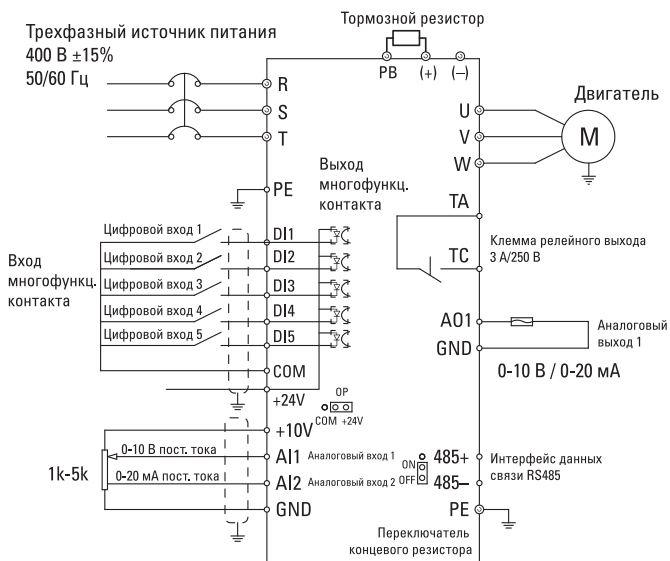 Трехфазный источник питания
400 В ±15%
50/60 Гц
Тормозной резистор
PB
(+)
(–)
R
S
T
U
V
W
Двигатель
M
PE
Выход
многофункц.
контакта
TA
TC
Клемма релейного выхода
3 А/250 В
Вход
многофункц.
контакта
Цифровой вход 1
DI1
Цифровой вход 2
DI2
Цифровой вход 3
DI3
Цифровой вход 4
DI4
Цифровой вход 5
DI5
COM
+24V
AO1
GND
Аналоговый
выход 1
0-10 В / 0-20 мА
OP
COM +24V
+10V
1k-5k
0-10 В пост. тока
AI1
Аналоговый вход 1
0-20 мА пост. тока
AI2
Аналоговый вход 2
GND
ON
OFF
485+
485–
Интерфейс данных
связи RS485
PE
Переключатель
концевого резистора